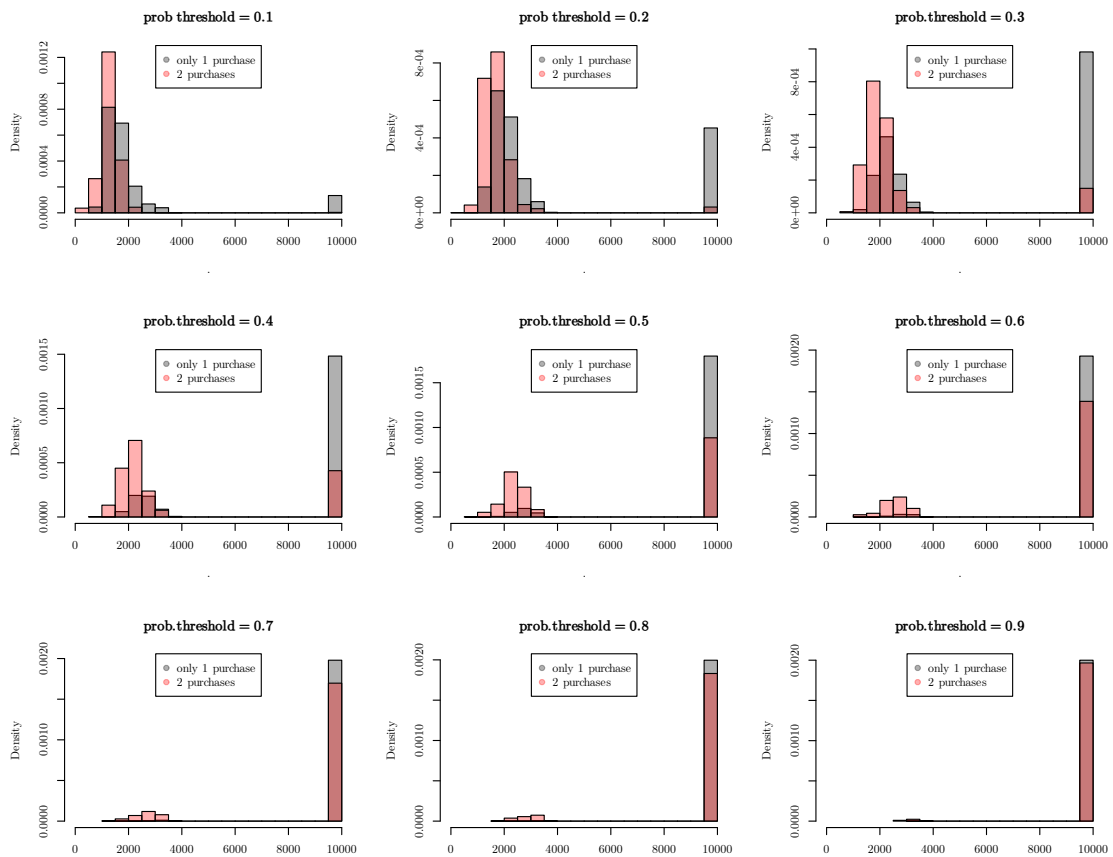 prob threshold = 0.1
only 1 purchase
2 purchases
Density
0.0000 0.0004 0.0008 0.0012
0 2000 4000 6000 8000 10000
.
prob threshold = 0.2
only 1 purchase
2 purchases
Density
0e+00 4e-04 8e-04
0 2000 4000 6000 8000 10000
.
prob.threshold = 0.3
only 1 purchase
2 purchases
Density
0e+00 4e-04 8e-04
0 2000 4000 6000 8000 10000
.
prob.threshold = 0.4
only 1 purchase
2 purchases
Density
0.0000 0.0005 0.0010 0.0015
0 2000 4000 6000 8000 10000
.
prob.threshold = 0.5
only 1 purchase
2 purchases
Density
0.0000 0.0005 0.0010 0.0015
0 2000 4000 6000 8000 10000
.
prob.threshold = 0.6
only 1 purchase
2 purchases
Density
0.0000 0.0010 0.0020
0 2000 4000 6000 8000 10000
.
prob.threshold = 0.7
only 1 purchase
2 purchases
Density
0.0000 0.0010 0.0020
0 2000 4000 6000 8000 10000
prob.threshold = 0.8
only 1 purchase
2 purchases
Density
0.0000 0.0010 0.0020
0 2000 4000 6000 8000 10000
prob.threshold = 0.9
only 1 purchase
2 purchases
Density
0.0000 0.0010 0.0020
0 2000 4000 6000 8000 10000